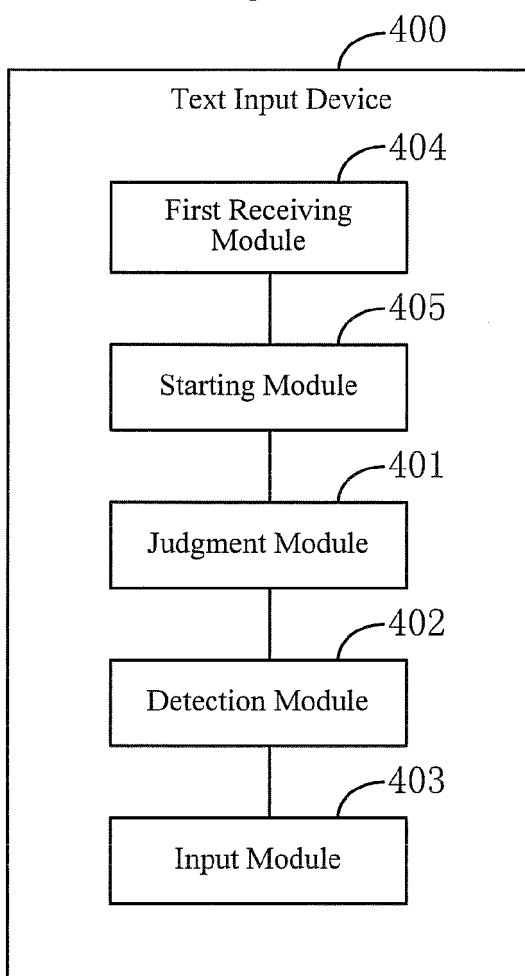 400
Text Input Device
404
First Receiving
Module
405
Starting Module
401
Judgment Module
402
Detection Module
403
Input Module